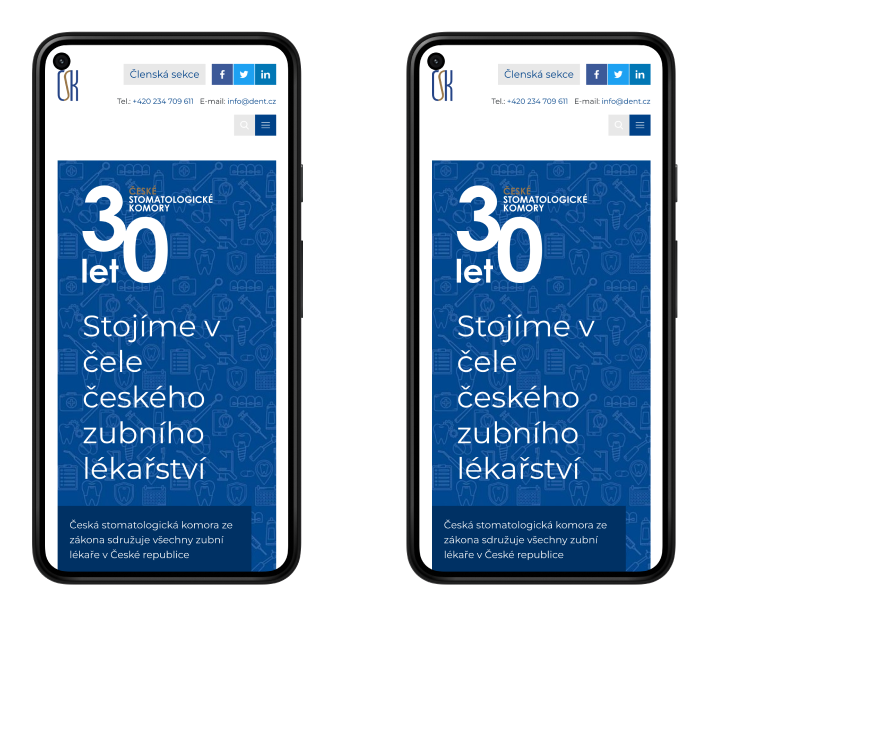 ČSK
Členská sekce
Tel.: +420 234 709 611 E-mail: info@dent.cz
30 let
ČESKÉ
STOMATOLOGICKÉ
KOMORY
Stojíme v
čele
českého
zubního
lékařství
Česká stomatologická komora ze
zákona sdružuje všechny zubní
lékaře v České republice
ČSK
Členská sekce
Tel.: +420 234 709 611 E-mail: info@dent.cz
30 let
ČESKÉ
STOMATOLOGICKÉ
KOMORY
Stojíme v
čele
českého
zubního
lékařství
Česká stomatologická komora ze
zákona sdružuje všechny zubní
lékaře v České republice